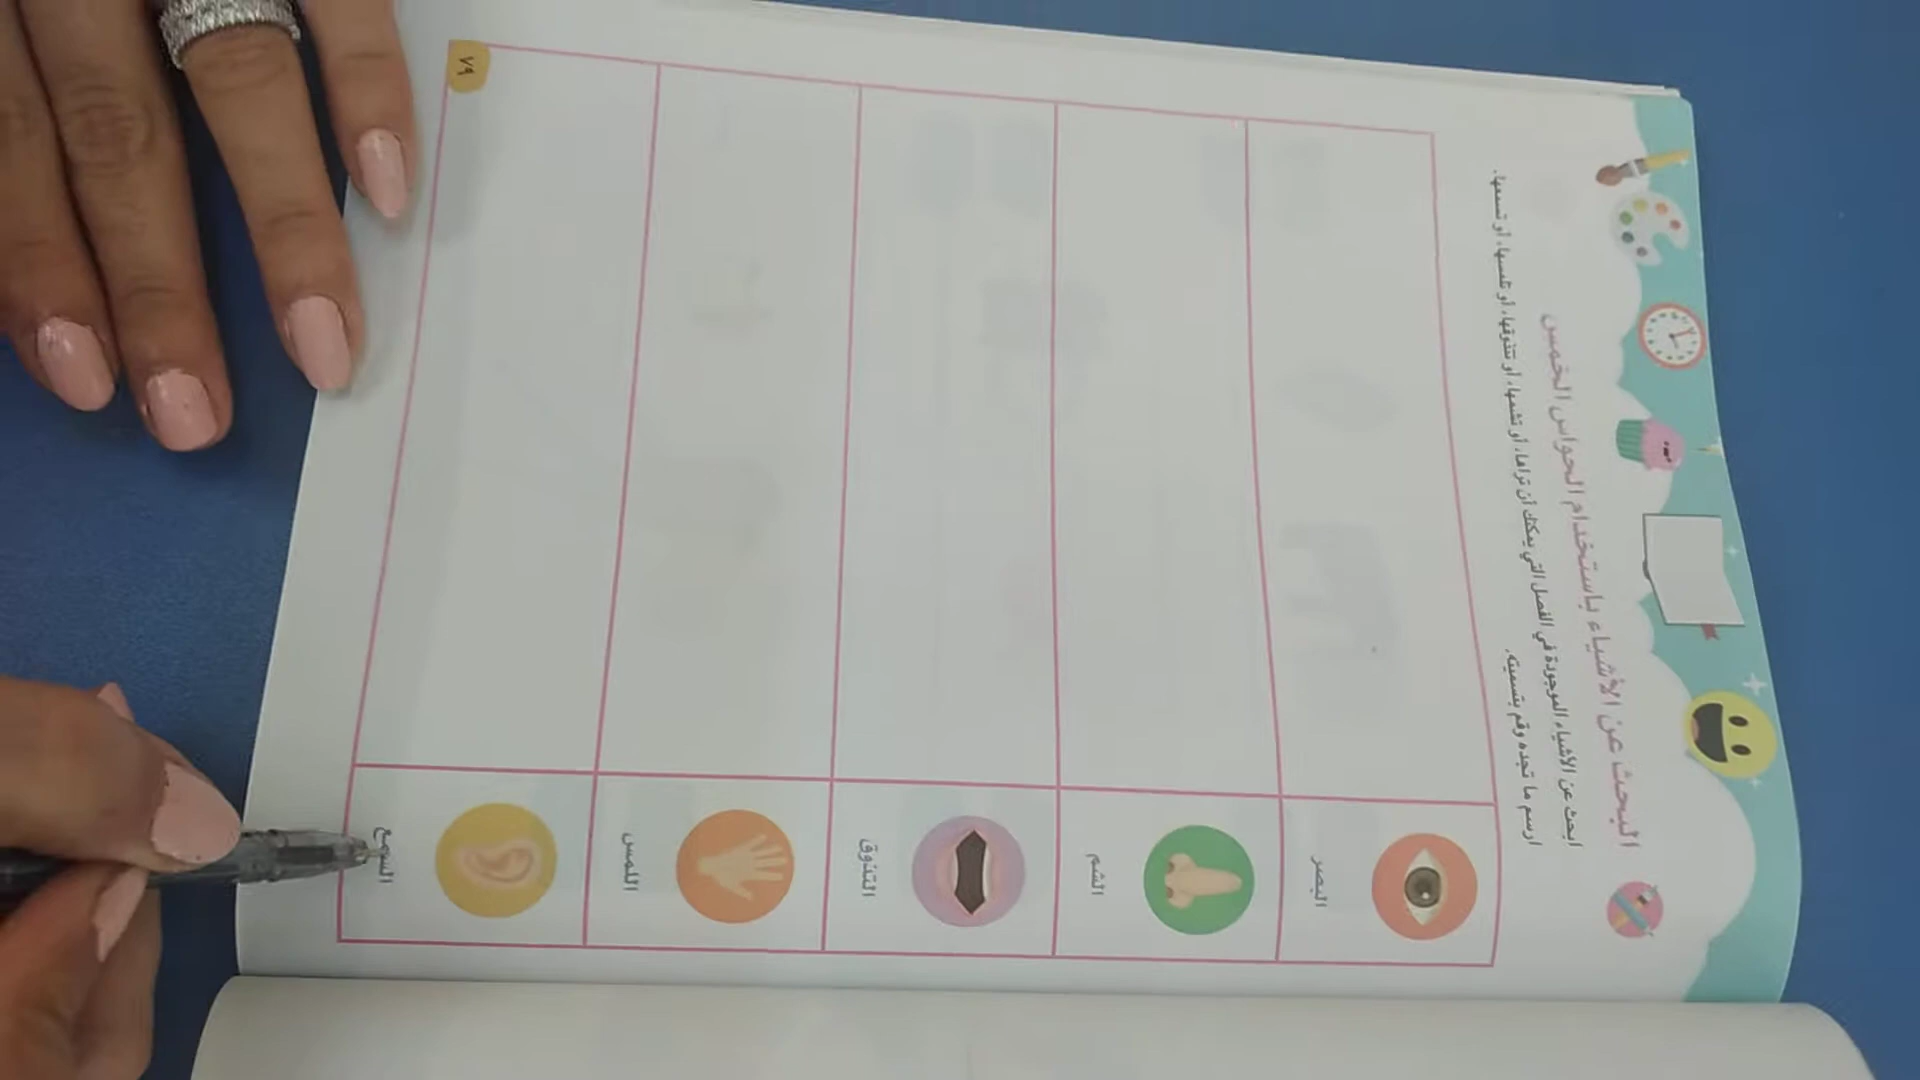 البحث عن الأشياء باستخدام الحواس الخمس
ابحث عن الأشياء الموجودة في الفصل التي يمكنك أن تراها، أو تشمها، أو تتذوقها، أو تلمسها، أو تسمعها.
ارسم ما تجده وقم بتسميته.
البصر
الشم
التذوق
اللمس
السمع
٧٩